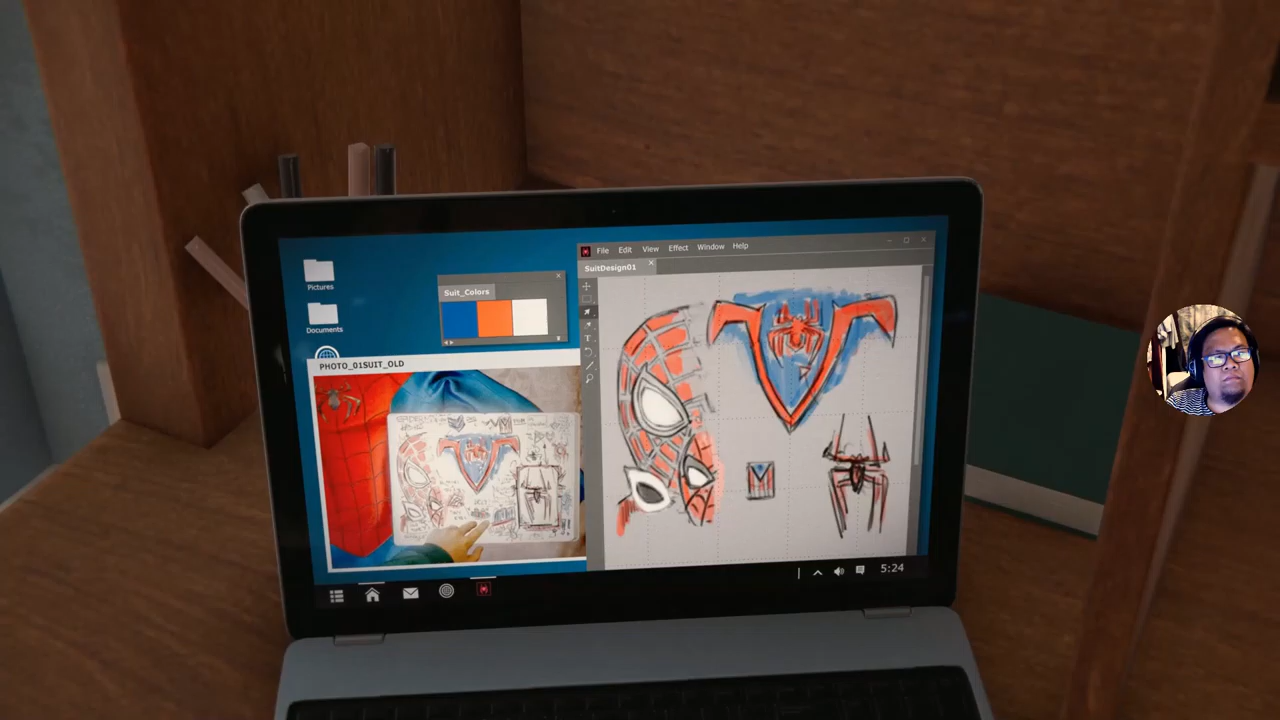 File Edit View Effect Window Help
SuitDesign01
Pictures
Suit_Colors
Documents
PHOTO_01SUIT_OLD
T
5:24